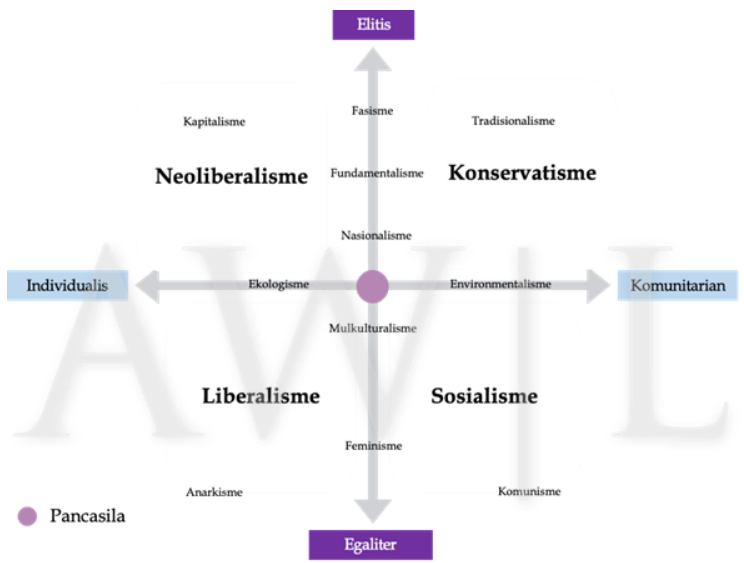 Elitis
Fasisme
Kapitalisme
Tradisionalisme
Neoliberalisme
Fundamentalisme
Konservatisme
Nasionalisme
Individualis
Ekologisme
Environmentalisme
Komunitarian
Mulkulturalisme
Liberalisme
Sosialisme
Feminisme
Anarkisme
Komunisme
Pancasila
Egaliter
AW|L